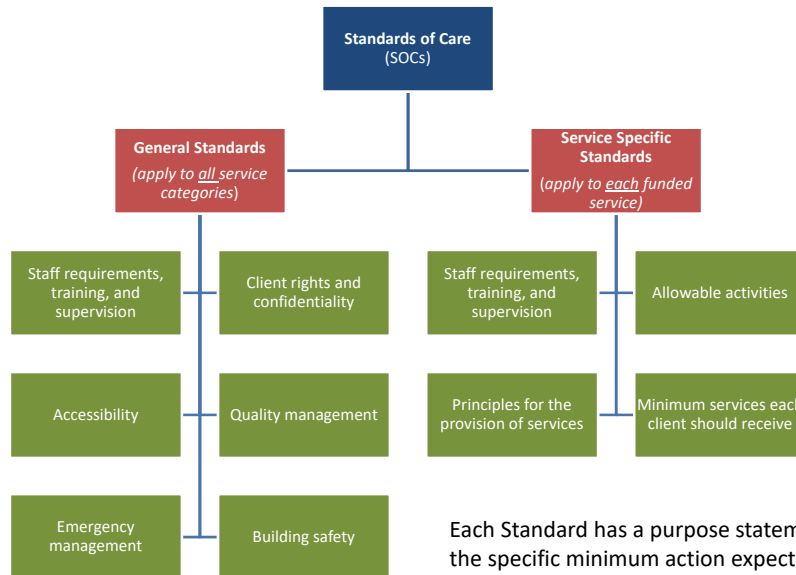 Standards of Care
(SOCs)
General Standards
(apply to all service
categories)
Service Specific
Standards
(apply to each funded
service)
Staff requirements,
training, and
supervision
Client rights and
confidentiality
Accessibility
Quality management
Emergency
management
Building safety
Staff requirements,
training, and
supervision
Allowable activities
Principles for the
provision of services
Minimum services each
client should receive
Each Standard has a purpose
the specific minimum action